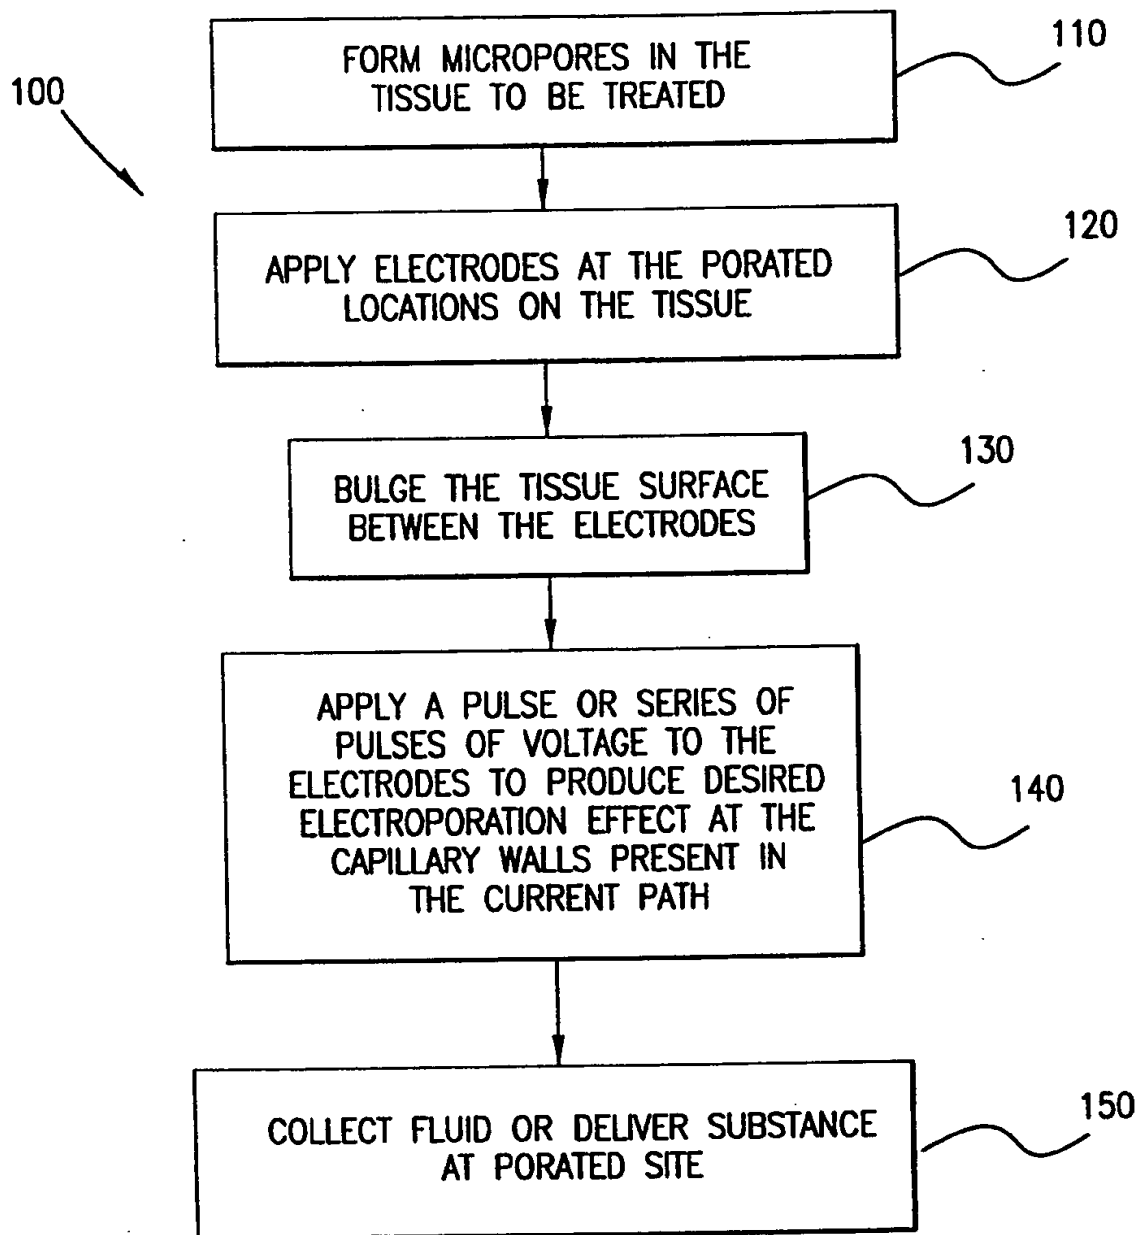 100
FORM MICROPORES IN THE
TISSUE TO BE TREATED
110
APPLY ELECTRODES AT THE PORATED
LOCATIONS ON THE TISSUE
120
BULGE THE TISSUE SURFACE
BETWEEN THE ELECTRODES
130
APPLY A PULSE OR SERIES OF
PULSES OF VOLTAGE TO THE
ELECTRODES TO PRODUCE DESIRED
ELECTROPORATION EFFECT AT THE
CAPILLARY WALLS PRESENT IN
THE CURRENT PATH
140
COLLECT FLUID OR DELIVER SUBSTANCE
AT PORATED SITE
150